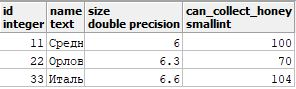 id name size can_collect_honey
integer text double precision smallint
11 Средн 6 100
22 Орлов 6.3 70
33 Италь 6.6 104